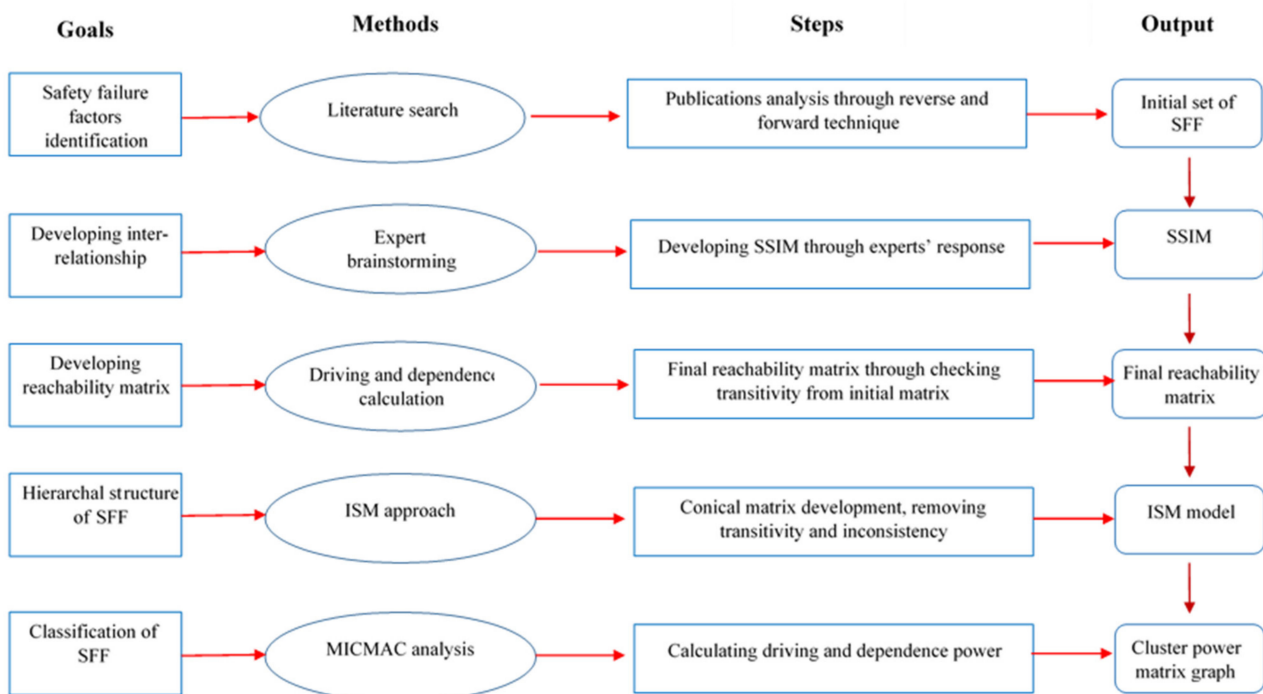 Goals
Methods
Steps
Output
Safety failure
factors
identification
Literature search
Publications analysis through reverse and
forward technique
Initial set of
SFF
Developing inter-
relationship
Expert
brainstorming
Developing SSIM through experts’ response
SSIM
Developing
reachability matrix
Driving and dependence
calculation
Final reachability matrix through checking
transitivity from initial matrix
Final reachability
matrix
Hierarchal structure
of SFF
ISM approach
Conical matrix development, removing
transitivity and inconsistency
ISM model
Classification of
SFF
MICMAC analysis
Calculating driving and dependence power
Cluster power
matrix graph